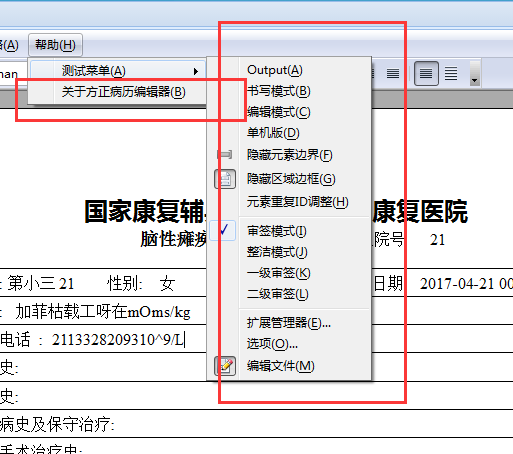 (A) 帮助(H)
测试菜单(A)
关于方正病历编辑器(B)
Output(A)
书写模式(B)
编辑模式(C)
单机版(D)
隐藏元素边界(F)
隐藏区域边框(G)
元素重复ID调整(H)
审签模式(I)
整洁模式(J)
一级审签(K)
二级审签(L)
扩展管理器(E)...
选项(O)...
编辑文件(M)
man
国家康复辅 康复医院
脑性瘫 院号 21
: 第小三 21 性别: 女 日期 2017-04-21 00
: 加菲枯载工呀在mOms/kg
电话 : 2113328209310^9/L
史:
史:
病史及保守治疗:
手术治疗史: